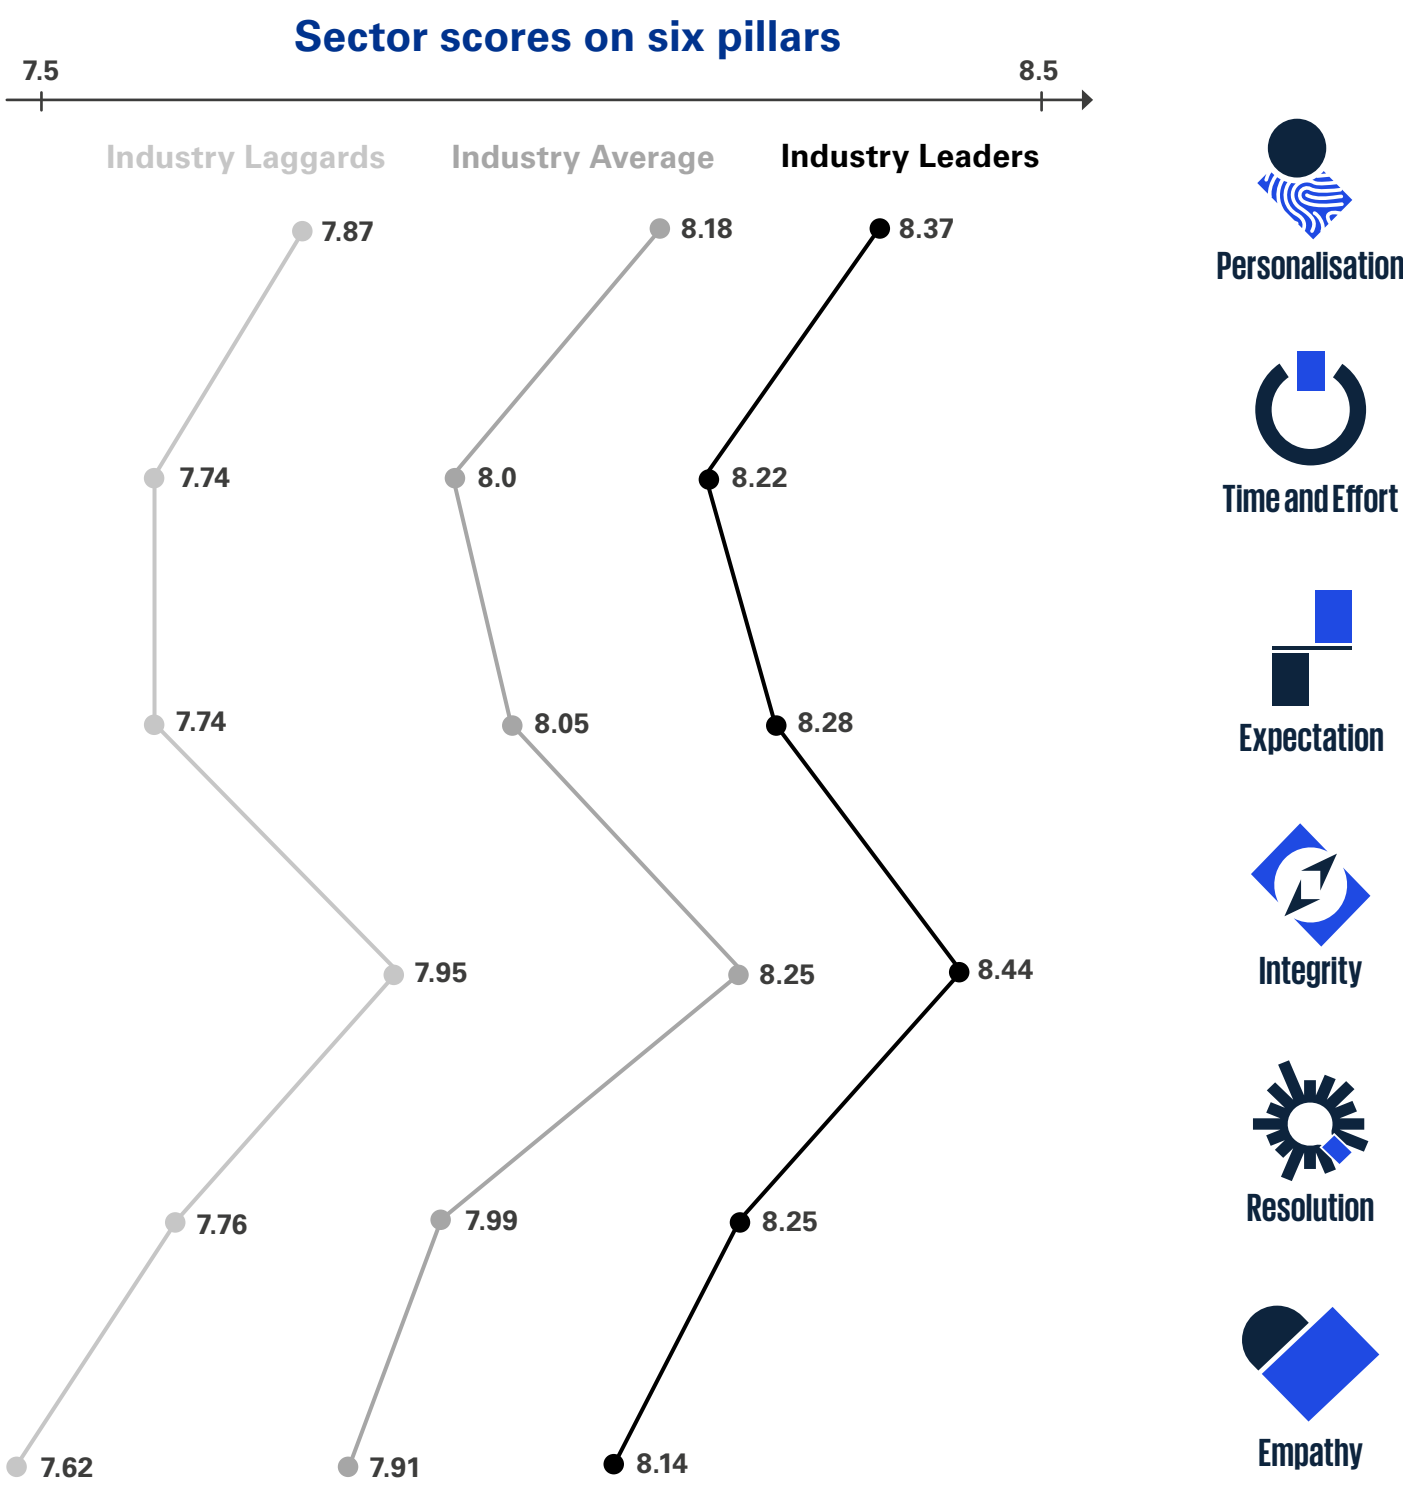 Sector scores on six pillars
7.5 8.5
Industry Laggards Industry Average Industry Leaders
7.87 8.18 8.37
Personalisation
7.74 8.0 8.22
Time and Effort
7.74 8.05 8.28
Expectation
7.95 8.25 8.44
Integrity
7.76 7.99 8.25
Resolution
7.62 7.91 8.14
Empathy